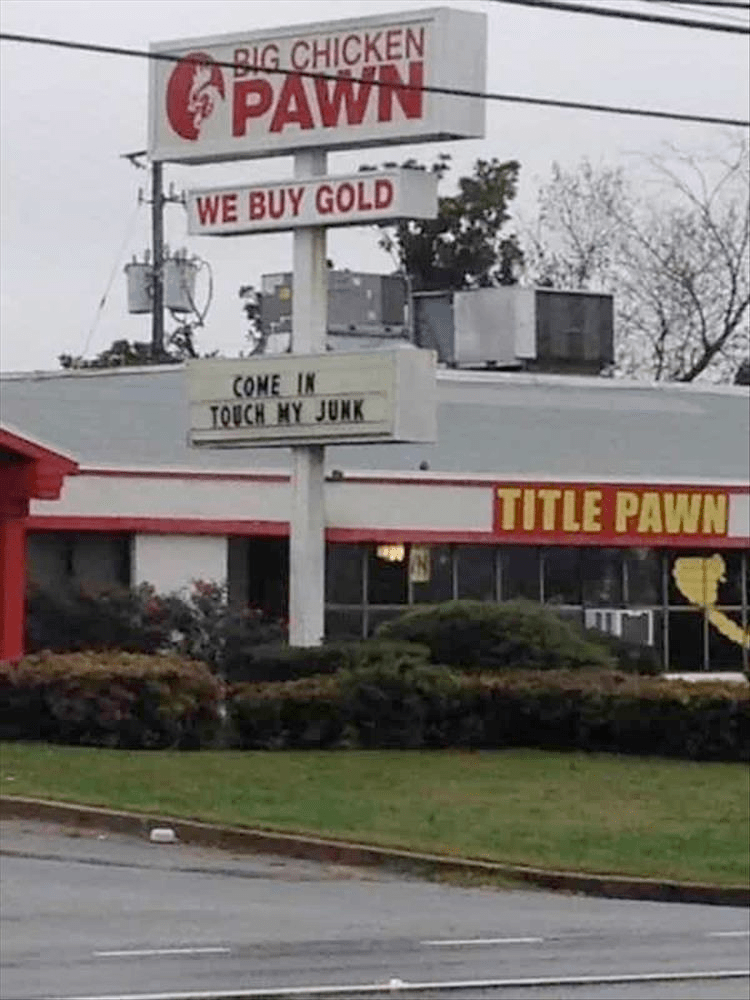 BIG CHICKEN
PAWN
WE BUY GOLD
COME IN
TOUCH MY JUNK
TITLE PAWN